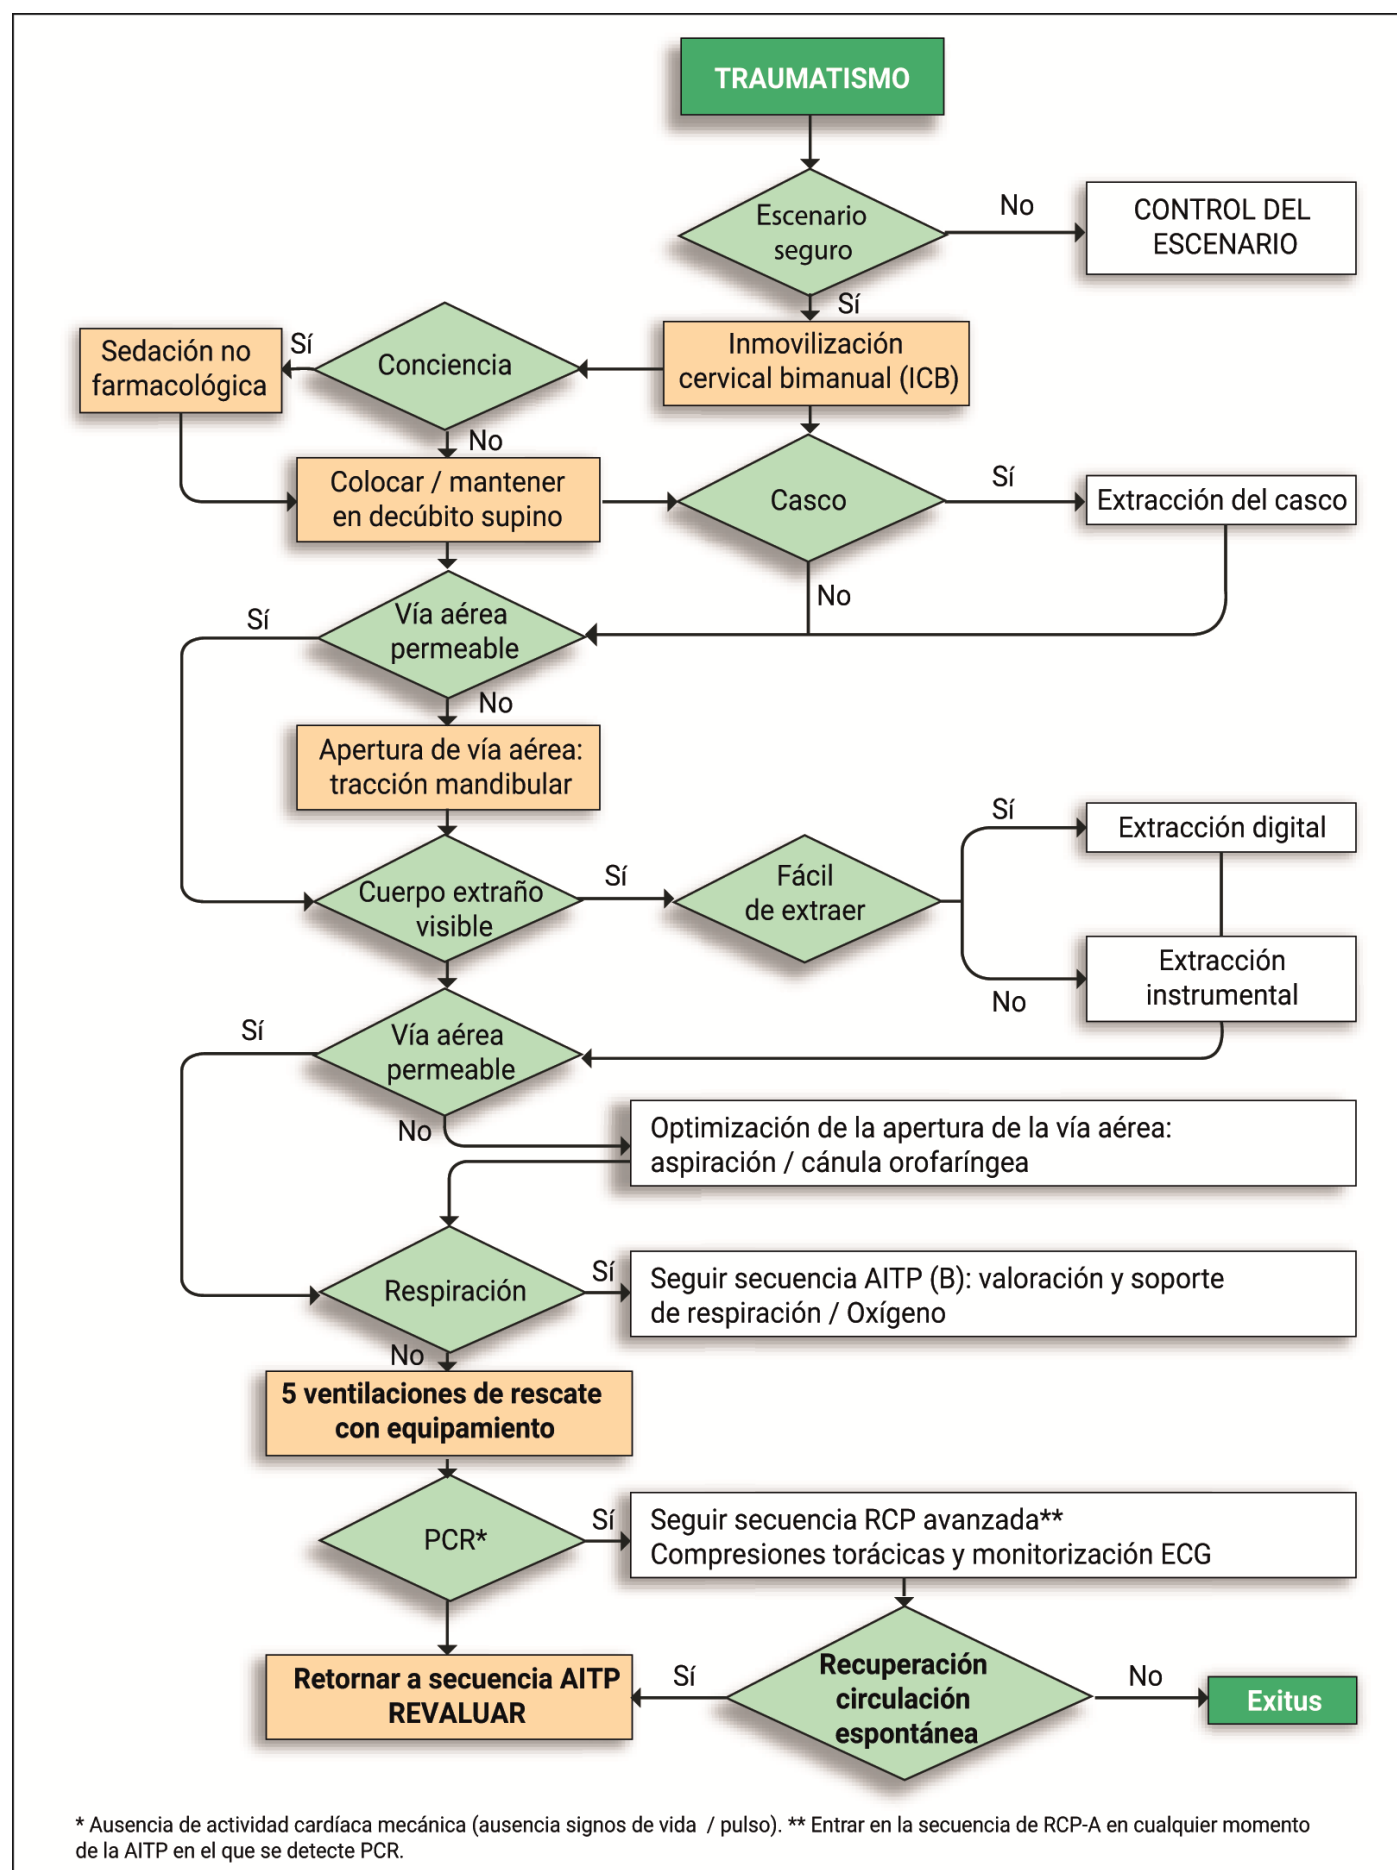 TRAUMATISMO
Escenario
seguro
No
CONTROL DEL
ESCENARIO
Sí
Inmovilización
cervical bimanual (ICB)
Conciencia
Sí
Sedación no
farmacológica
No
Colocar / mantener
en decúbito supino
Casco
Sí
Extracción del casco
No
Vía aérea
permeable
Sí
No
Apertura de vía aérea:
tracción mandibular
Cuerpo extraño
visible
Sí
Fácil
de extraer
Sí
Extracción digital
No
Extracción
instrumental
Vía aérea
permeable
Sí
No
Optimización de la apertura de la vía aérea:
aspiración / cánula orofaríngea
Respiración
Sí
Seguir secuencia AITP (B): valoración y soporte
de respiración / Oxígeno
No
5 ventilaciones de rescate
con equipamiento
PCR*
Sí
Seguir secuencia RCP avanzada**
Compresiones torácicas y monitorización ECG
Recuperación
circulación
espontánea
Sí
Retornar a secuencia AITP
REVALUAR
No
Exitus
* Ausencia de actividad cardíaca mecánica (ausencia signos de vida / pulso). ** Entrar en la secuencia de RCP-A en cualquier momento
de la AITP en el que se detecte PCR.